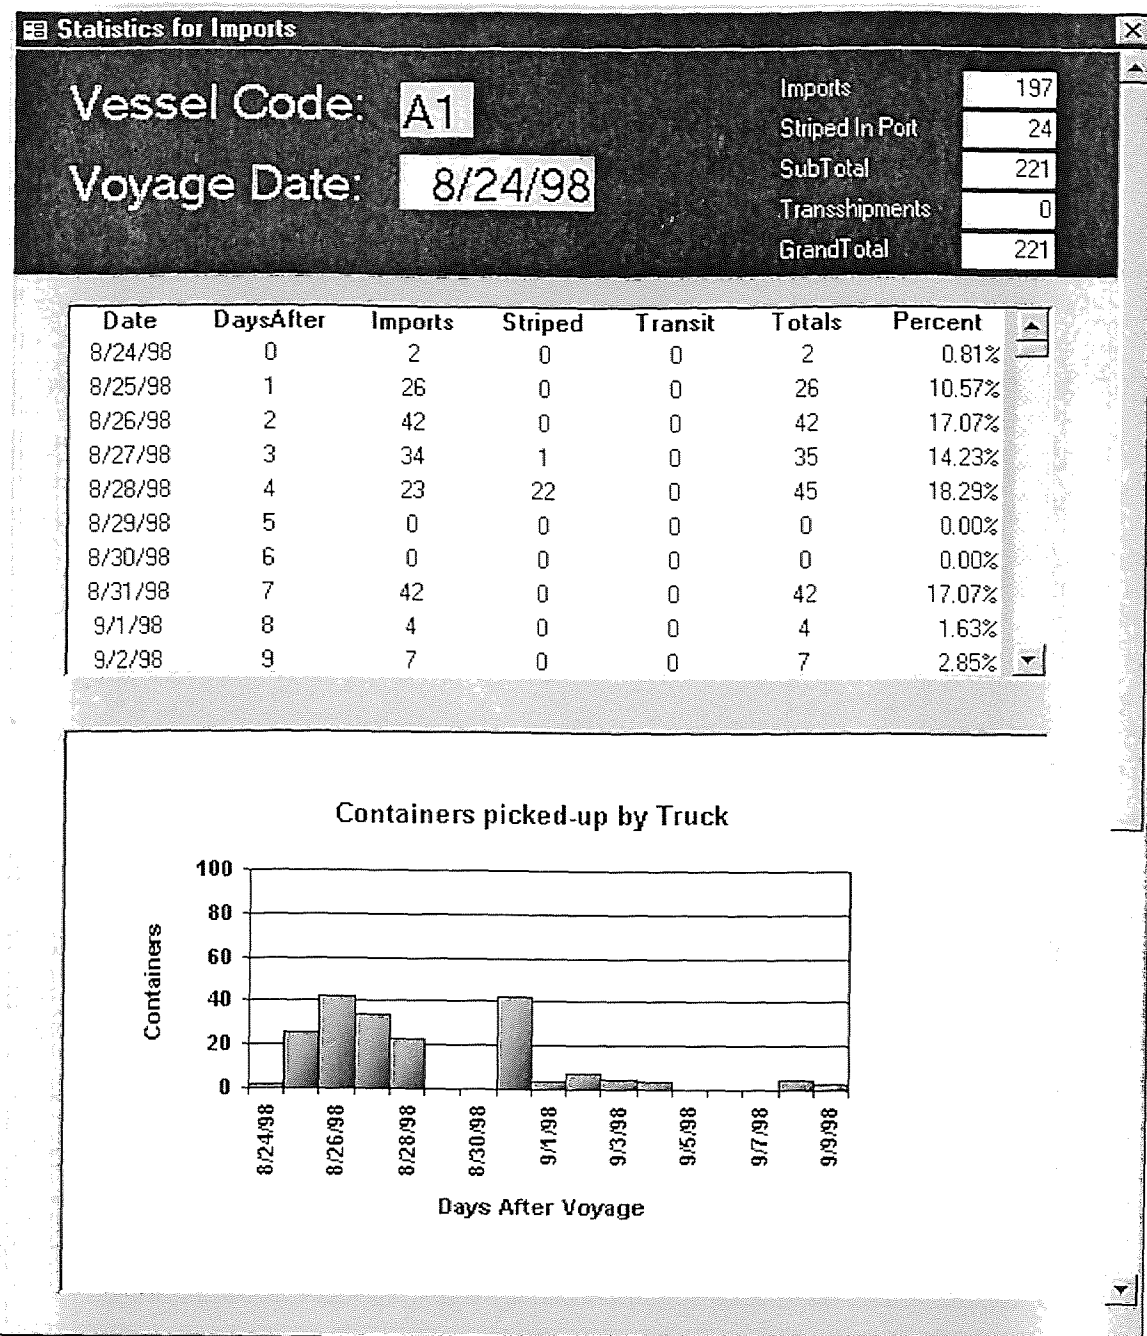 Statistics for Imports
Vessel Code: A1
Voyage Date: 8/24/98
Imports 197
Striped In Port 24
SubTotal 221
Transshipments 0
GrandTotal 221
Date DaysAfter Imports Striped Transit Totals Percent
8/24/98 0 2 0 0 2 0.81%
8/25/98 1 26 0 0 26 10.57%
8/26/98 2 42 0 0 42 17.07%
8/27/98 3 34 1 0 35 14.23%
8/28/98 4 23 22 0 45 18.29%
8/29/98 5 0 0 0 0 0.00%
8/30/98 6 0 0 0 0 0.00%
8/31/98 7 42 0 0 42 17.07%
9/1/98 8 4 0 0 4 1.63%
9/2/98 9 7 0 0 7 2.85%
Containers picked-up by Truck
Containers
100
80
60
40
20
0
8/24/98 8/26/98 8/28/98 8/30/98 9/1/98 9/3/98 9/5/98 9/7/98 9/9/98
Days After Voyage